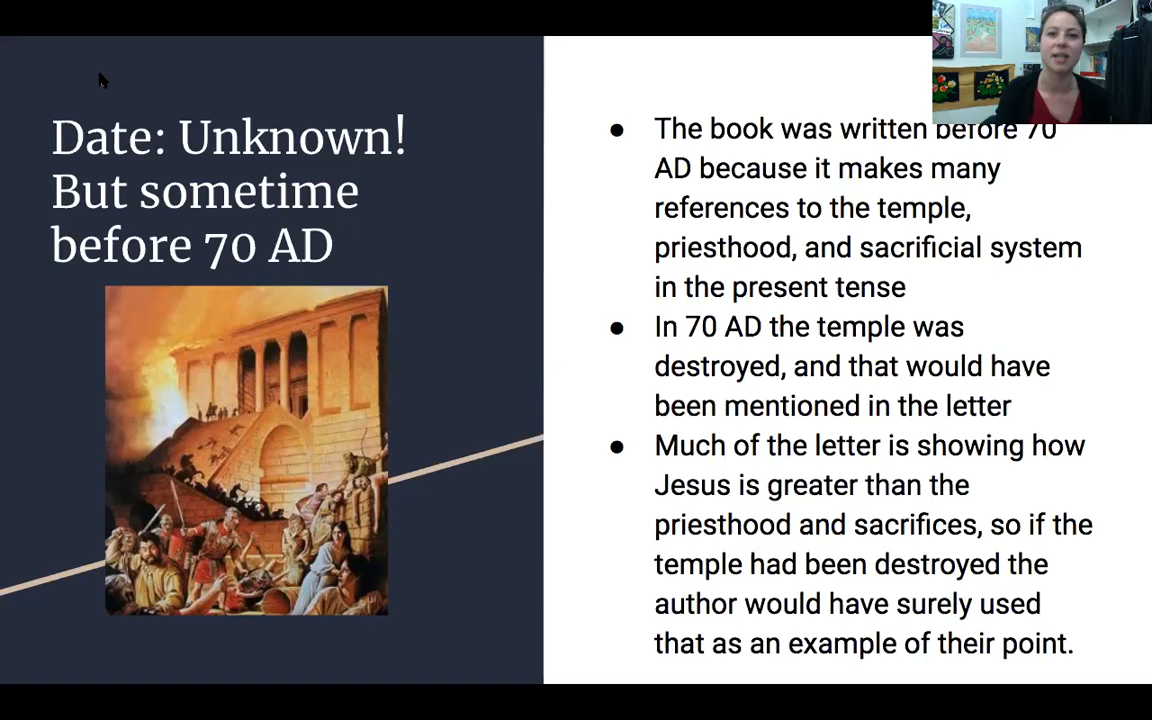 Date: Unknown!
But sometime
before 70 AD
● The book was written before 70
AD because it makes many
references to the temple,
priesthood, and sacrificial system
in the present tense
● In 70 AD the temple was
destroyed, and that would have
been mentioned in the letter
● Much of the letter is showing how
Jesus is greater than the
priesthood and sacrifices, so if the
temple had been destroyed the
author would have surely used
that as an example of their point.